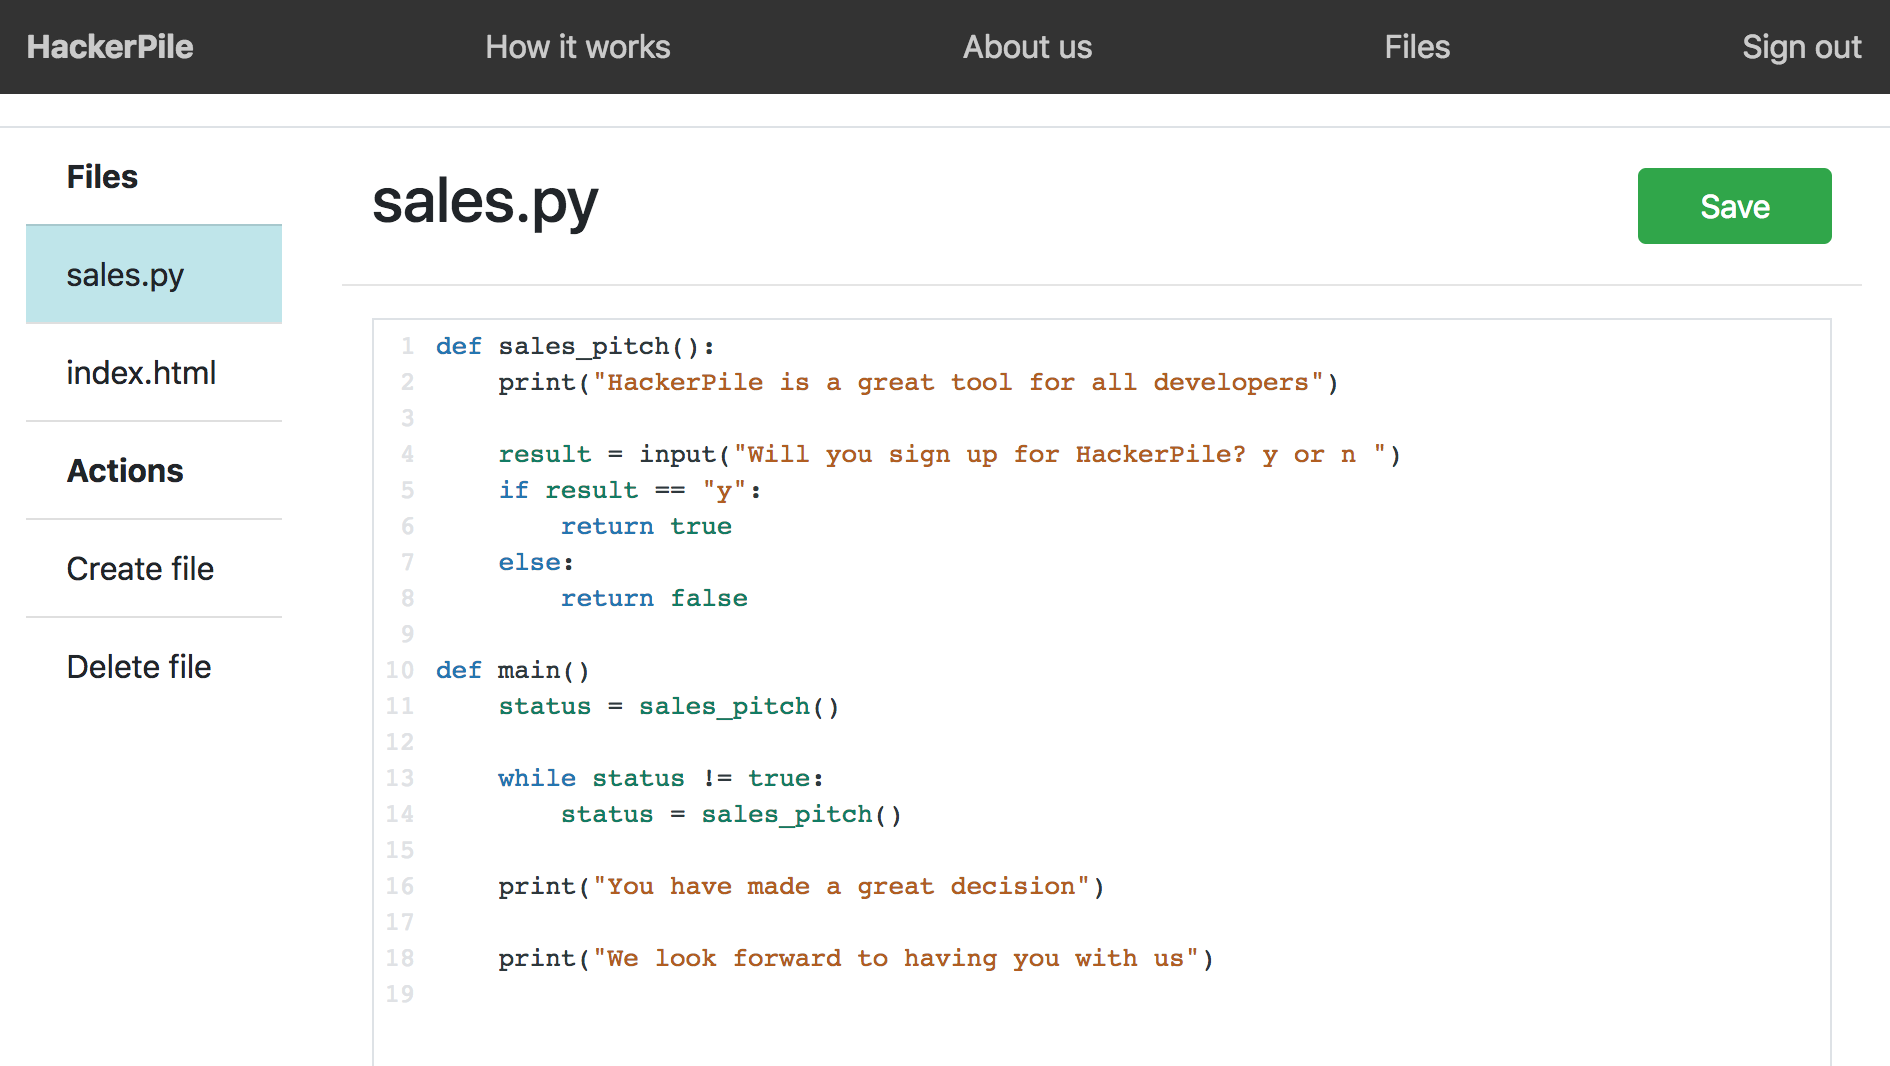 HackerPile How it works About us Files Sign out
Files
sales.py
index.html
Actions
Create file
Delete file
sales.py
Save
1 def sales_pitch():
2     print("HackerPile is a great tool for all developers")
3
4     result = input("Will you sign up for HackerPile? y or n ")
5     if result == "y":
6         return true
7     else:
8         return false
9
10 def main()
11     status = sales_pitch()
12
13     while status != true:
14         status = sales_pitch()
15
16     print("You have made a great decision")
17
18     print("We look forward to having you with us")
19